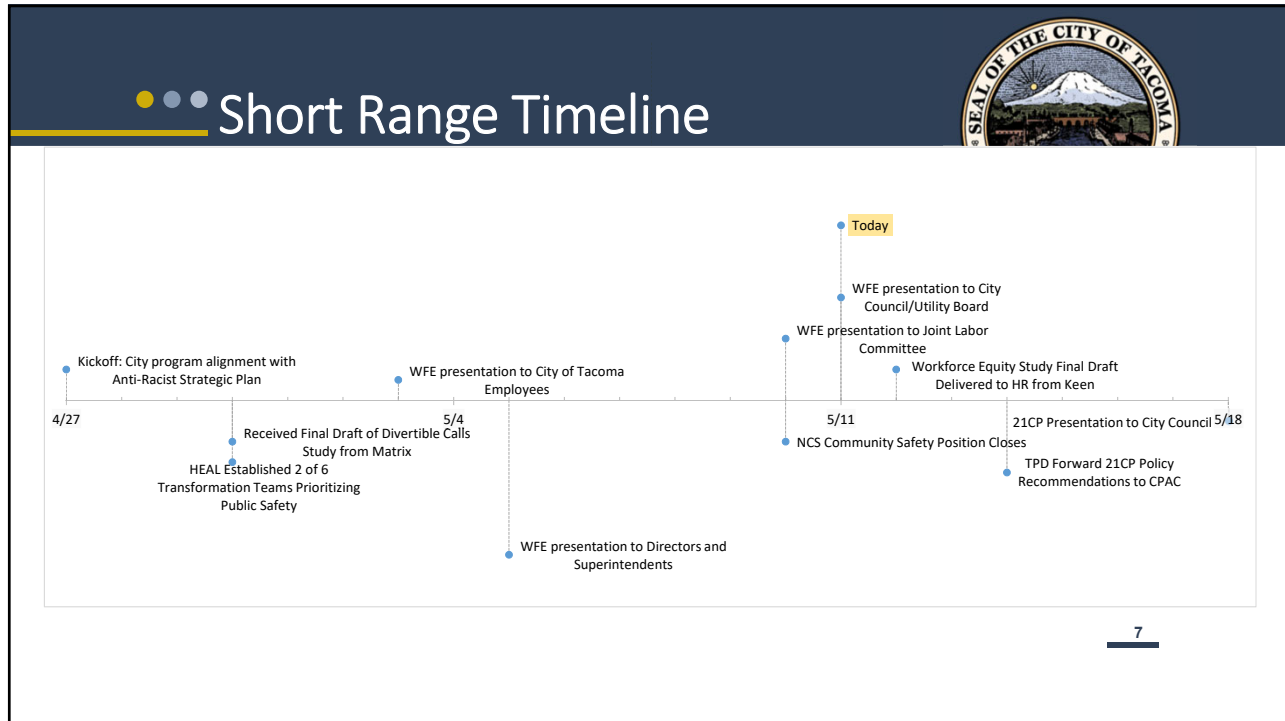 Short Range Timeline
SEAL OF THE CITY OF TACOMA
Today
WFE presentation to City
Council/Utility Board
WFE presentation to Joint Labor
Committee
Kickoff: City program alignment with
Anti-Racist Strategic Plan
WFE presentation to City of Tacoma
Employees
Workforce Equity Study Final Draft
Delivered to HR from Keen
4/27
5/4
5/11
5/18
21CP Presentation to City Council
Received Final Draft of Divertible Calls
Study from Matrix
NCS Community Safety Position Closes
HEAL Established 2 of 6
Transformation Teams Prioritizing
Public Safety
TPD Forward 21CP Policy
Recommendations to CPAC
WFE presentation to Directors and
Superintendents
7